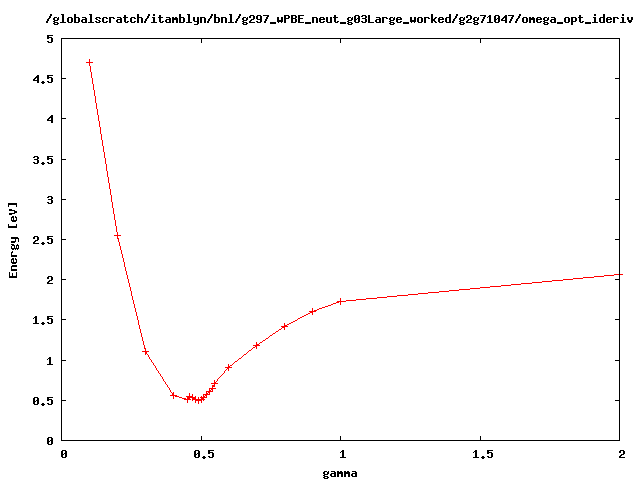 /globalscratch/itamblyn/bnl/g297_wPBE_neut_g03Large_worked/g2g71047/omega_opt_ideriv
5
4.5
4
3.5
3
2.5
2
1.5
1
0.5
0
Energy [eV]
0 0.5 1 1.5 2
gamma